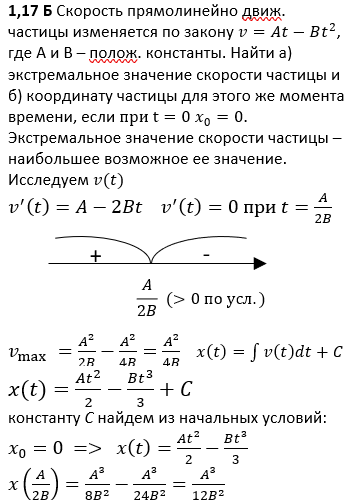 1,17 Б Скорость прямолинейно движ.
частицы изменяется по закону v = At − Bt²,
где А и В – полож. константы. Найти а)
экстремальное значение скорости частицы и
б) координату частицы для этого же момента
времени, если при t = 0 x₀ = 0.
Экстремальное значение скорости частицы –
наибольшее возможное ее значение.
Исследуем v(t)
v′(t) = A − 2Bt v′(t) = 0 при t = A/2B
+ -
A/2B (> 0 по усл.)
v_max = A²/2B − A²/4B = A²/4B x(t) = ∫ v(t)dt + C
x(t) = At²/2 − Bt³/3 + C
константу C найдем из начальных условий:
x₀ = 0 => x(t) = At²/2 − Bt³/3
x(A/2B) = A³/8B² − A³/24B² = A³/12B²